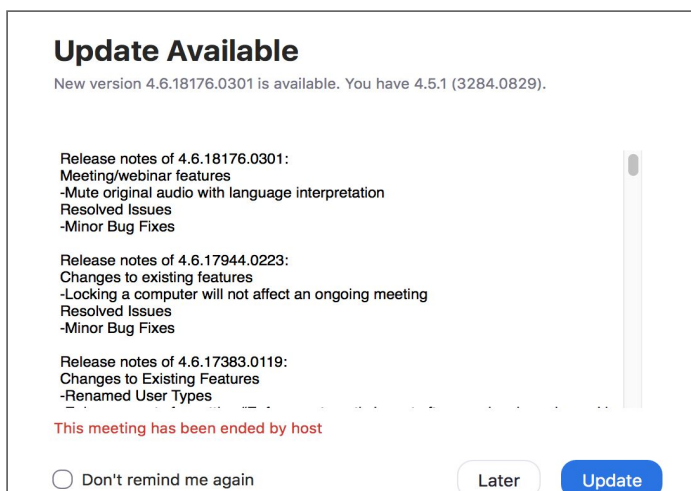 Update Available
New version 4.6.18176.0301 is available. You have 4.5.1 (3284.0829).
Release notes of 4.6.18176.0301:
Meeting/webinar features
-Mute original audio with language interpretation
Resolved Issues
-Minor Bug Fixes
Release notes of 4.6.17944.0223:
Changes to existing features
-Locking a computer will not affect an ongoing meeting
Resolved Issues
-Minor Bug Fixes
Release notes of 4.6.17383.0119:
Changes to Existing Features
-Renamed User Types
This meeting has been ended by host
Don't remind me again
Later
Update